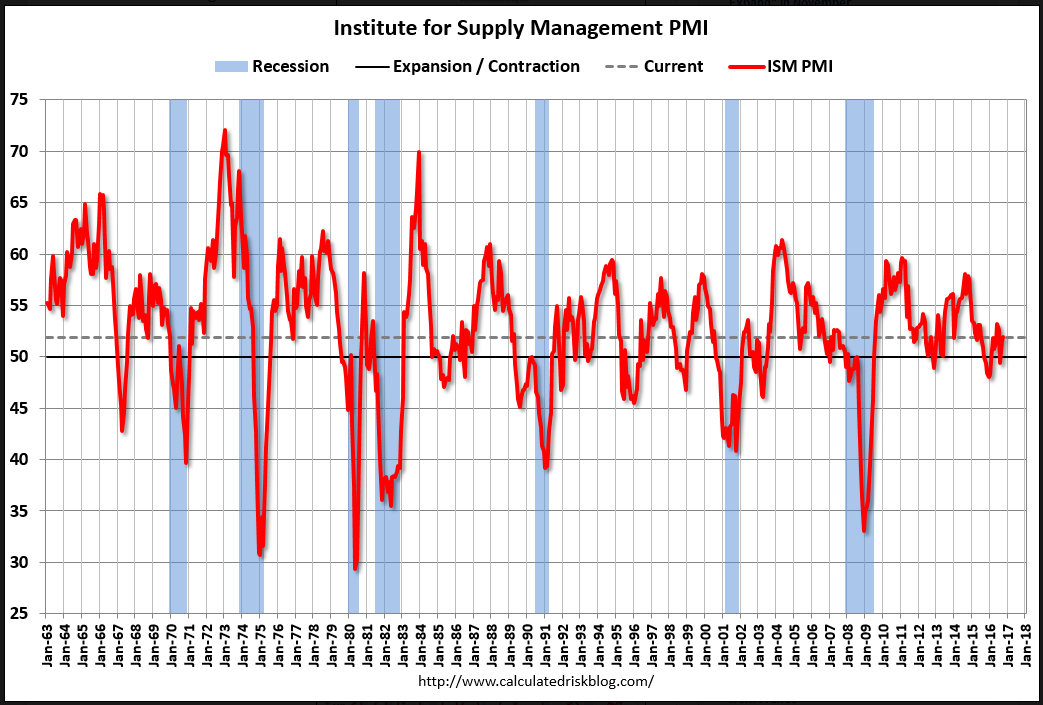 Institute for Supply Management PMI
Recession Expansion / Contraction Current ISM PMI
75
70
65
60
55
50
45
40
35
30
25
Jan-63 Jan-64 Jan-65 Jan-66 Jan-67 Jan-68 Jan-69 Jan-70 Jan-71 Jan-72 Jan-73 Jan-74 Jan-75 Jan-76 Jan-77 Jan-78 Jan-79 Jan-80 Jan-81 Jan-82 Jan-83 Jan-84 Jan-85 Jan-86 Jan-87 Jan-88 Jan-89 Jan-90 Jan-91 Jan-92 Jan-93 Jan-94 Jan-95 Jan-96 Jan-97 Jan-98 Jan-99 Jan-00 Jan-01 Jan-02 Jan-03 Jan-04 Jan-05 Jan-06 Jan-07 Jan-08 Jan-09 Jan-10 Jan-11 Jan-12 Jan-13 Jan-14 Jan-15 Jan-16 Jan-17 Jan-18
http://www.calculatedriskblog.com/